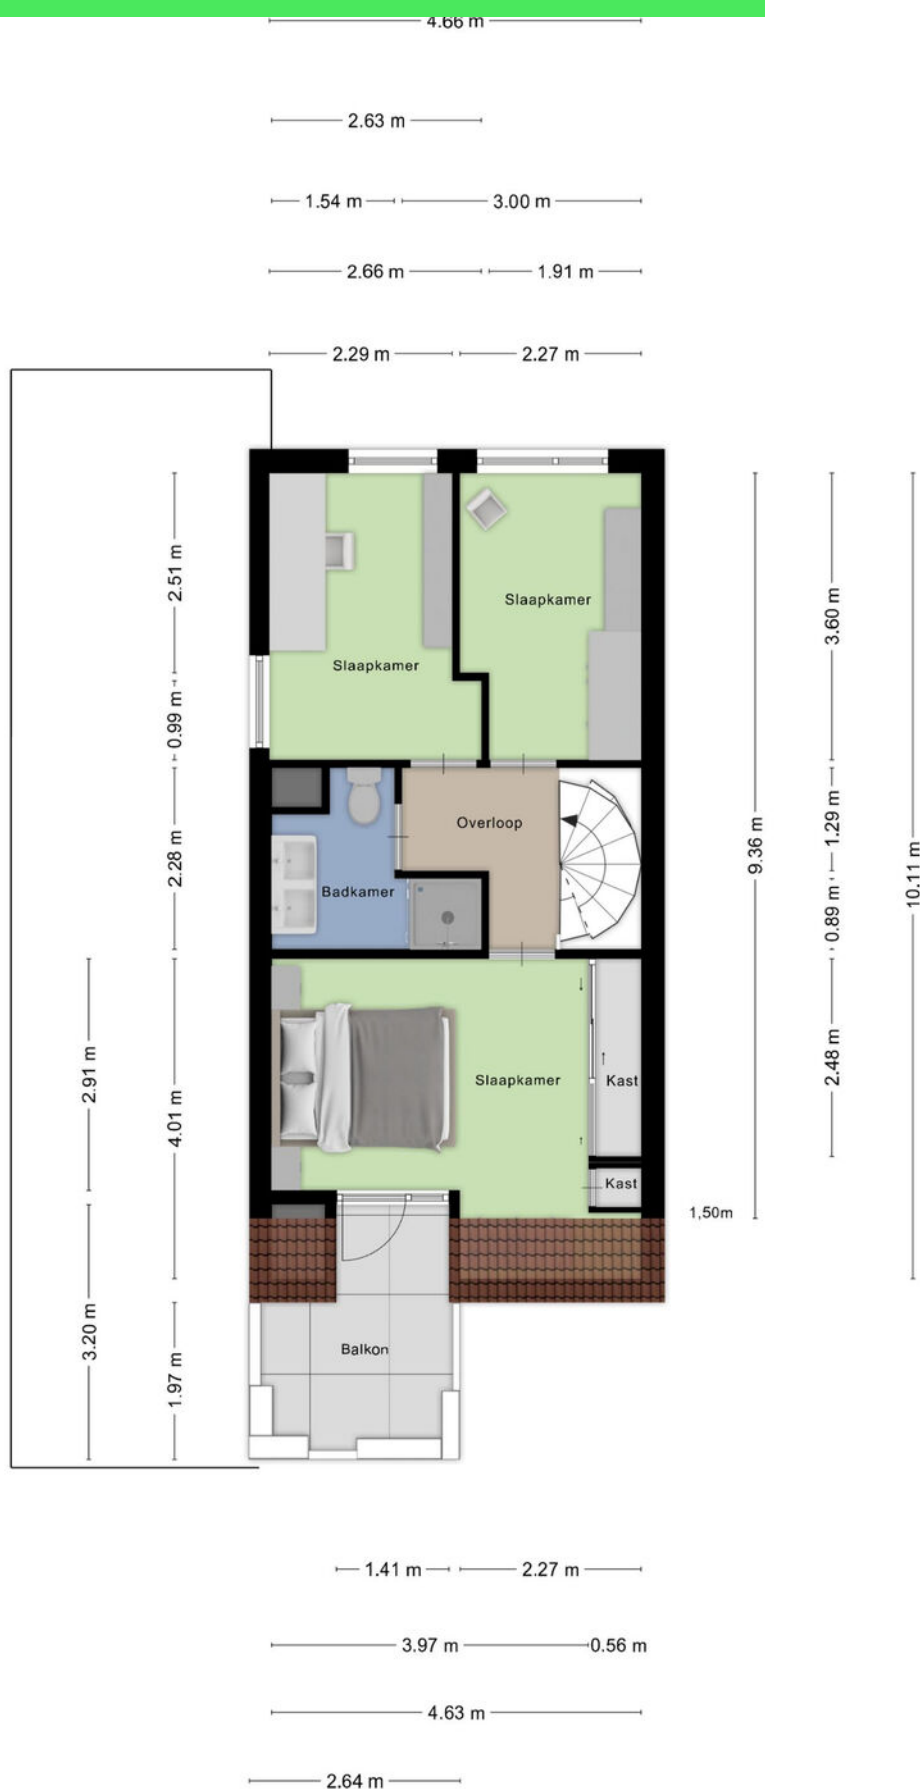 4.66 m
2.63 m
1.54 m
3.00 m
2.66 m
1.91 m
2.29 m
2.27 m
2.51 m
3.60 m
Slaapkamer
Slaapkamer
0.99 m
Overloop
1.29 m
9.36 m
2.28 m
10.11 m
Badkamer
0.89 m
2.91 m
2.48 m
Slaapkamer
Kast
4.01 m
Kast
1,50m
3.20 m
Balkon
1.97 m
1.41 m
2.27 m
3.97 m
0.56 m
4.63 m
2.64 m